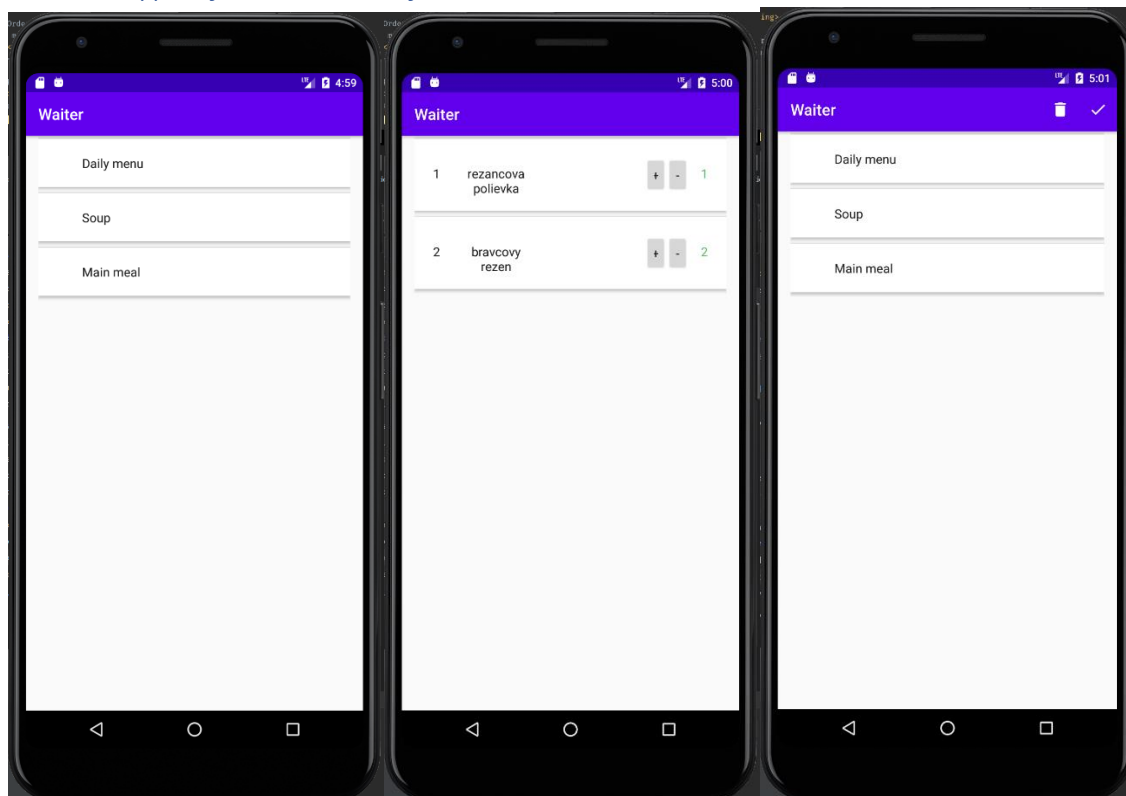 4:59
Waiter
Daily menu
Soup
Main meal
5:00
Waiter
1 rezancova
polievka + - 1
2 bravcovy
rezen + - 2
5:01
Waiter
Daily menu
Soup
Main meal